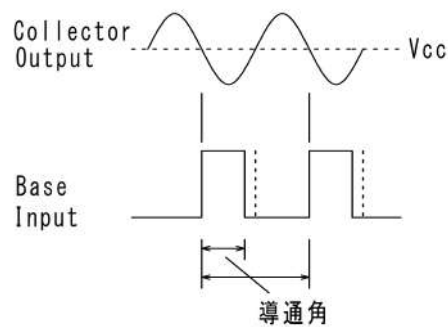 Collector
Output
Vcc
Base
Input
導通角